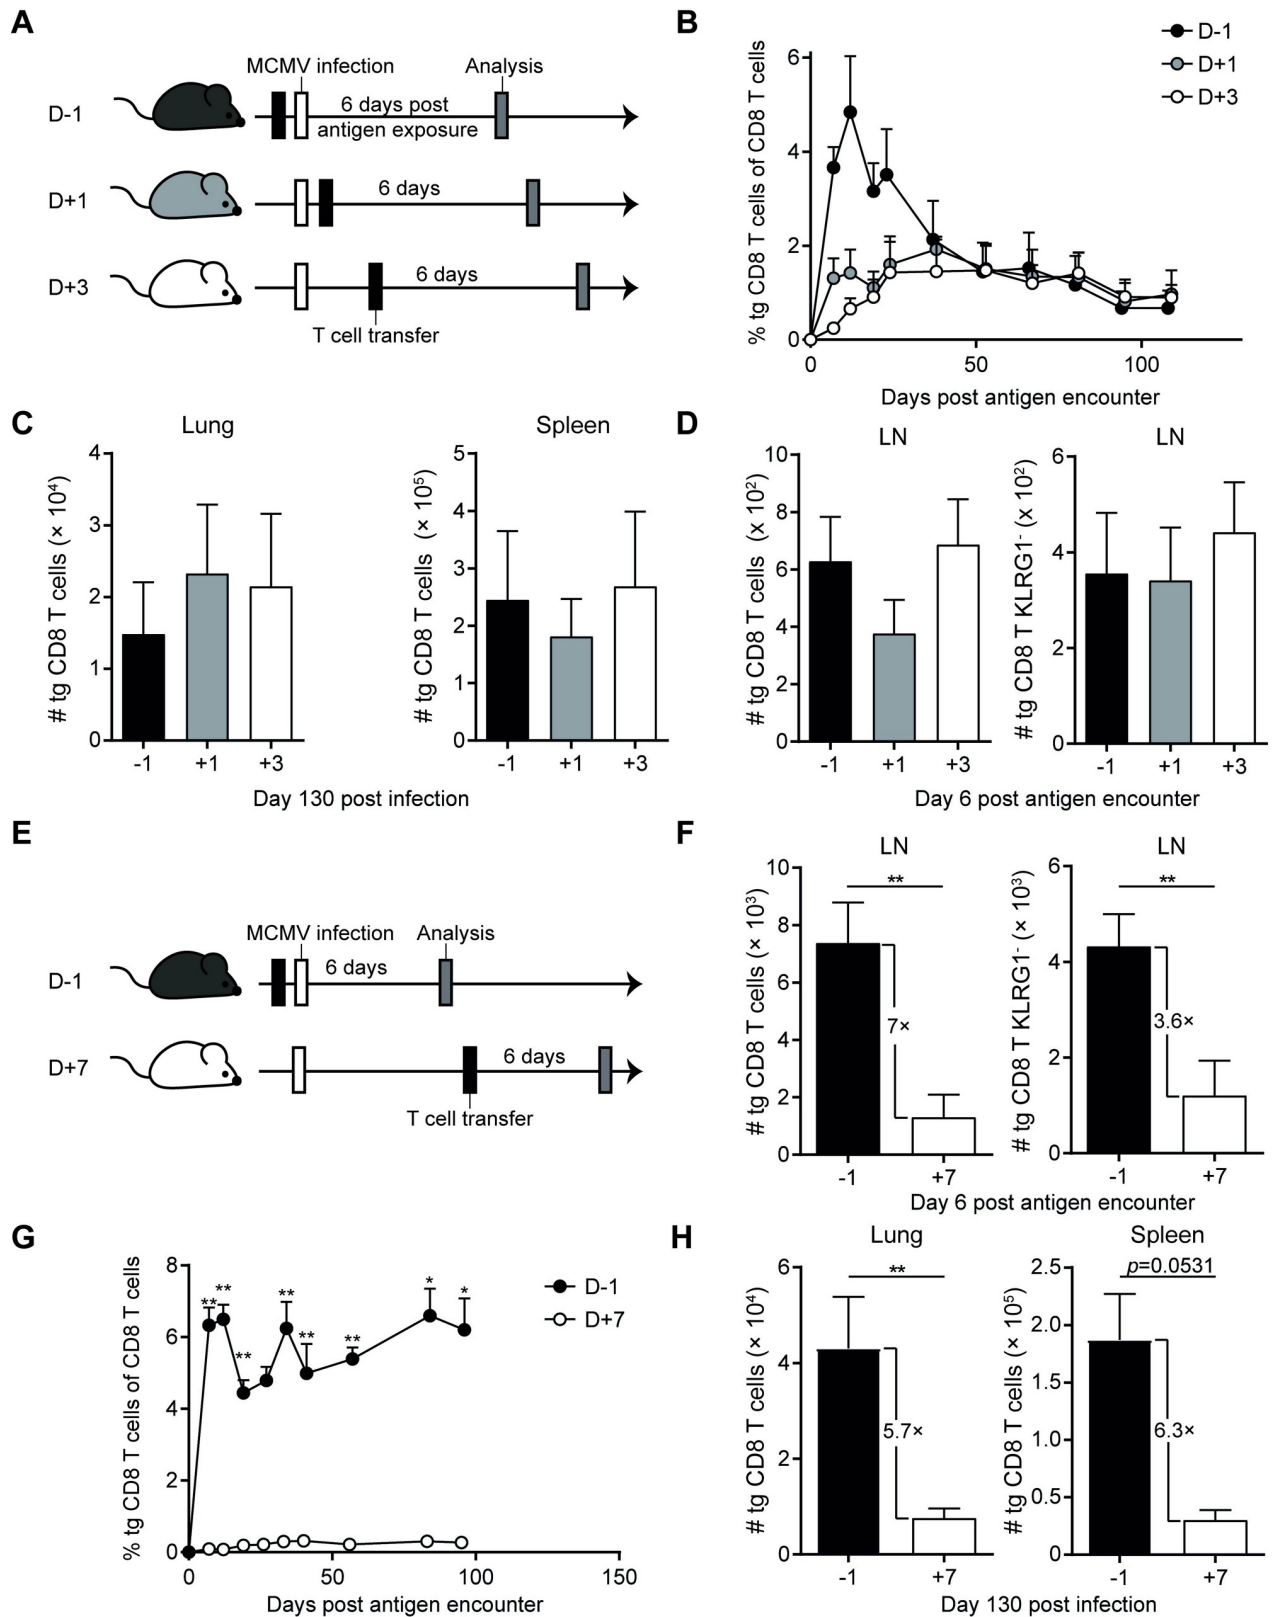 A
MCMV infection
Analysis
D-1
6 days post
antigen exposure
D+1
6 days
D+3
6 days
T cell transfer
B
D-1
D+1
D+3
% tg CD8 T cells of CD8 T cells
6
4
2
0
0 50 100
Days post antigen encounter
C
Lung
# tg CD8 T cells (× 10⁴)
4
3
2
1
0
-1 +1 +3
Spleen
# tg CD8 T cells (× 10⁵)
5
4
3
2
1
0
-1 +1 +3
Day 130 post infection
D
LN
# tg CD8 T cells (x 10²)
10
8
6
4
2
0
-1 +1 +3
LN
# tg CD8 T KLRG1⁻ (x 10²)
6
4
2
0
-1 +1 +3
Day 6 post antigen encounter
E
MCMV infection
Analysis
D-1
6 days
D+7
6 days
T cell transfer
F
LN
# tg CD8 T cells (× 10³)
10
8
6
4
2
0
**
7×
-1 +7
LN
# tg CD8 T KLRG1⁻ (× 10³)
6
4
2
0
**
3.6×
-1 +7
Day 6 post antigen encounter
G
% tg CD8 T cells of CD8 T cells
8
6
4
2
0
** ** ** ** ** ** * *
D-1
D+7
0 50 100 150
Days post antigen encounter
H
Lung
# tg CD8 T cells (× 10⁴)
6
4
2
0
**
5.7×
-1 +7
Spleen
# tg CD8 T cells (× 10⁵)
2.5
2.0
1.5
1.0
0.5
0
p=0.0531
6.3×
-1 +7
Day 130 post infection